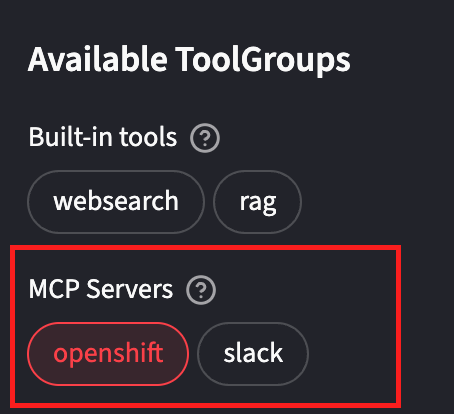 Available ToolGroups
Built-in tools ?
websearch rag
MCP Servers ?
openshift slack